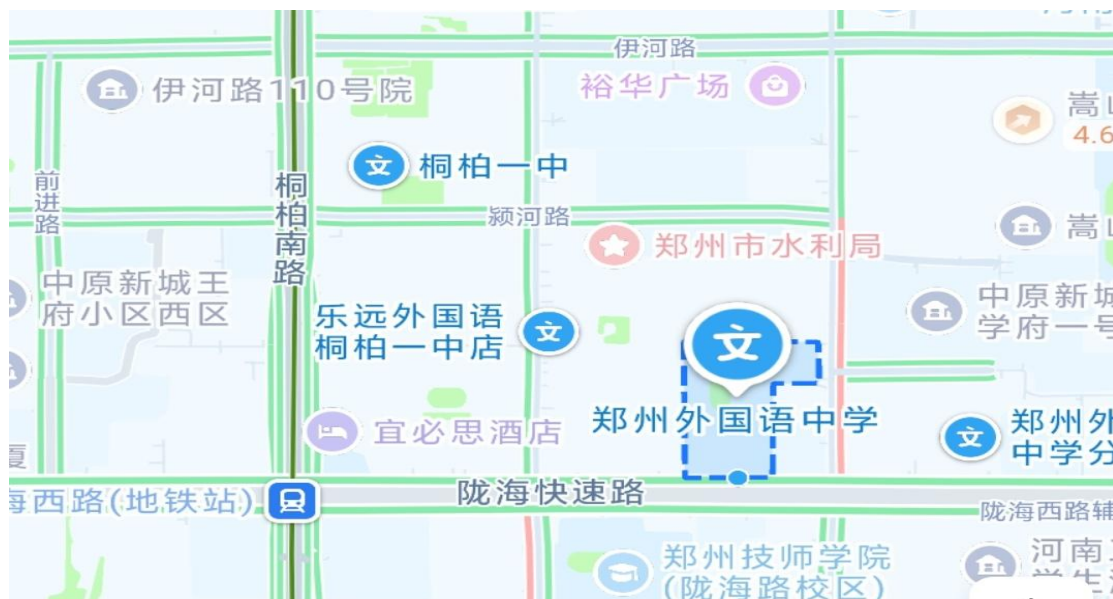 伊河路
伊河路110号院
裕华广场
嵩山
4.6
桐柏一中
前进路
桐柏南路
颍河路
郑州市水利局
嵩山
中原新城王
府小区西区
乐远外国语
桐柏一中店
中原新城
学府一号
郑州外国语中学
宜必思酒店
郑州外
中学分
厦
海西路(地铁站)
陇海快速路
陇海西路辅
郑州技师学院
(陇海路校区)
河南